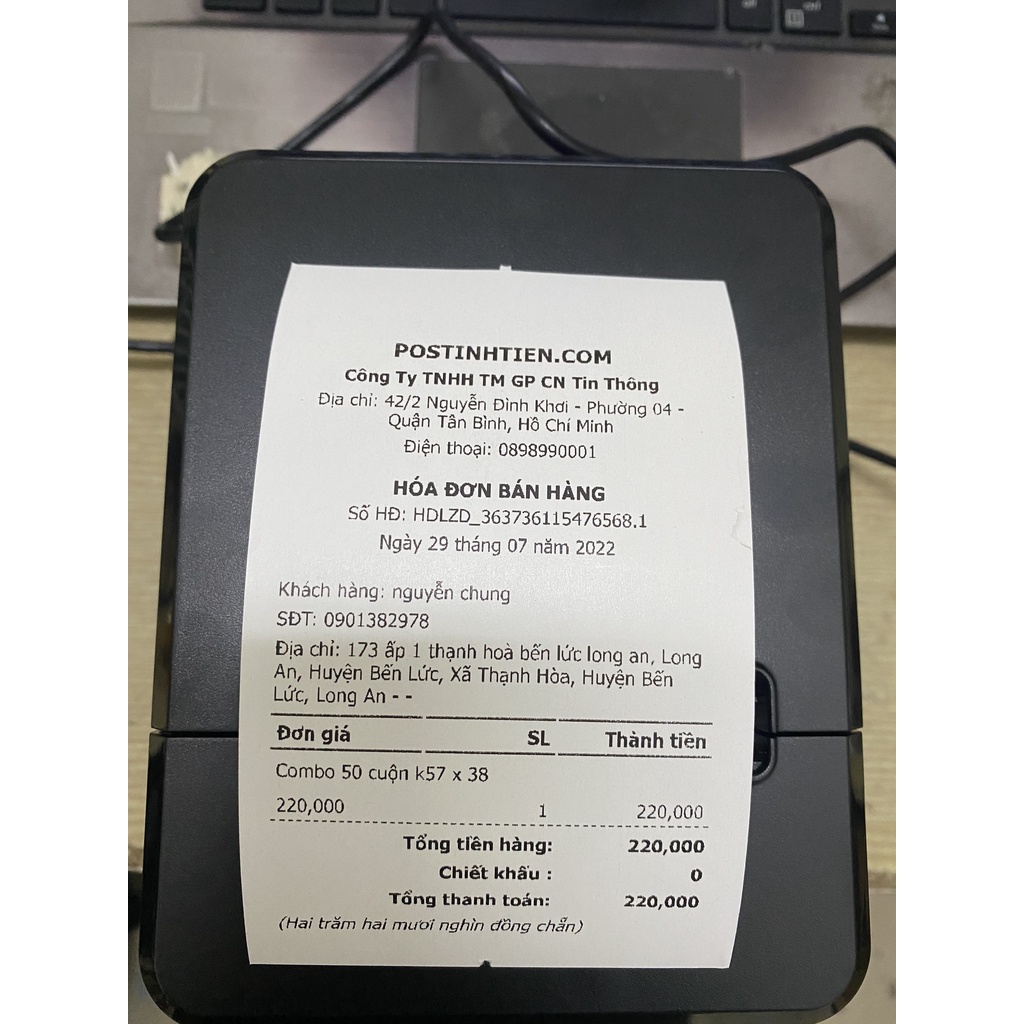 POSTINHTIEN.COM
Công Ty TNHH TM GP CN Tin Thông
Địa chỉ: 42/2 Nguyễn Đình Khơi - Phường 04 -
Quận Tân Bình, Hồ Chí Minh
Điện thoại: 0898990001
HÓA ĐƠN BÁN HÀNG
Số HĐ: HDLZD_363736115476568.1
Ngày 29 tháng 07 năm 2022
Khách hàng: nguyễn chung
SĐT: 0901382978
Địa chỉ: 173 ấp 1 thạnh hoà bến lức long an, Long
An, Huyện Bến Lức, Xã Thạnh Hòa, Huyện Bến
Lức, Long An - -
Đơn giá SL Thành tiền
Combo 50 cuộn k57 x 38
220,000 1 220,000
Tổng tiền hàng: 220,000
Chiết khấu : 0
Tổng thanh toán: 220,000
(Hai trăm hai mươi nghìn đồng chẵn)